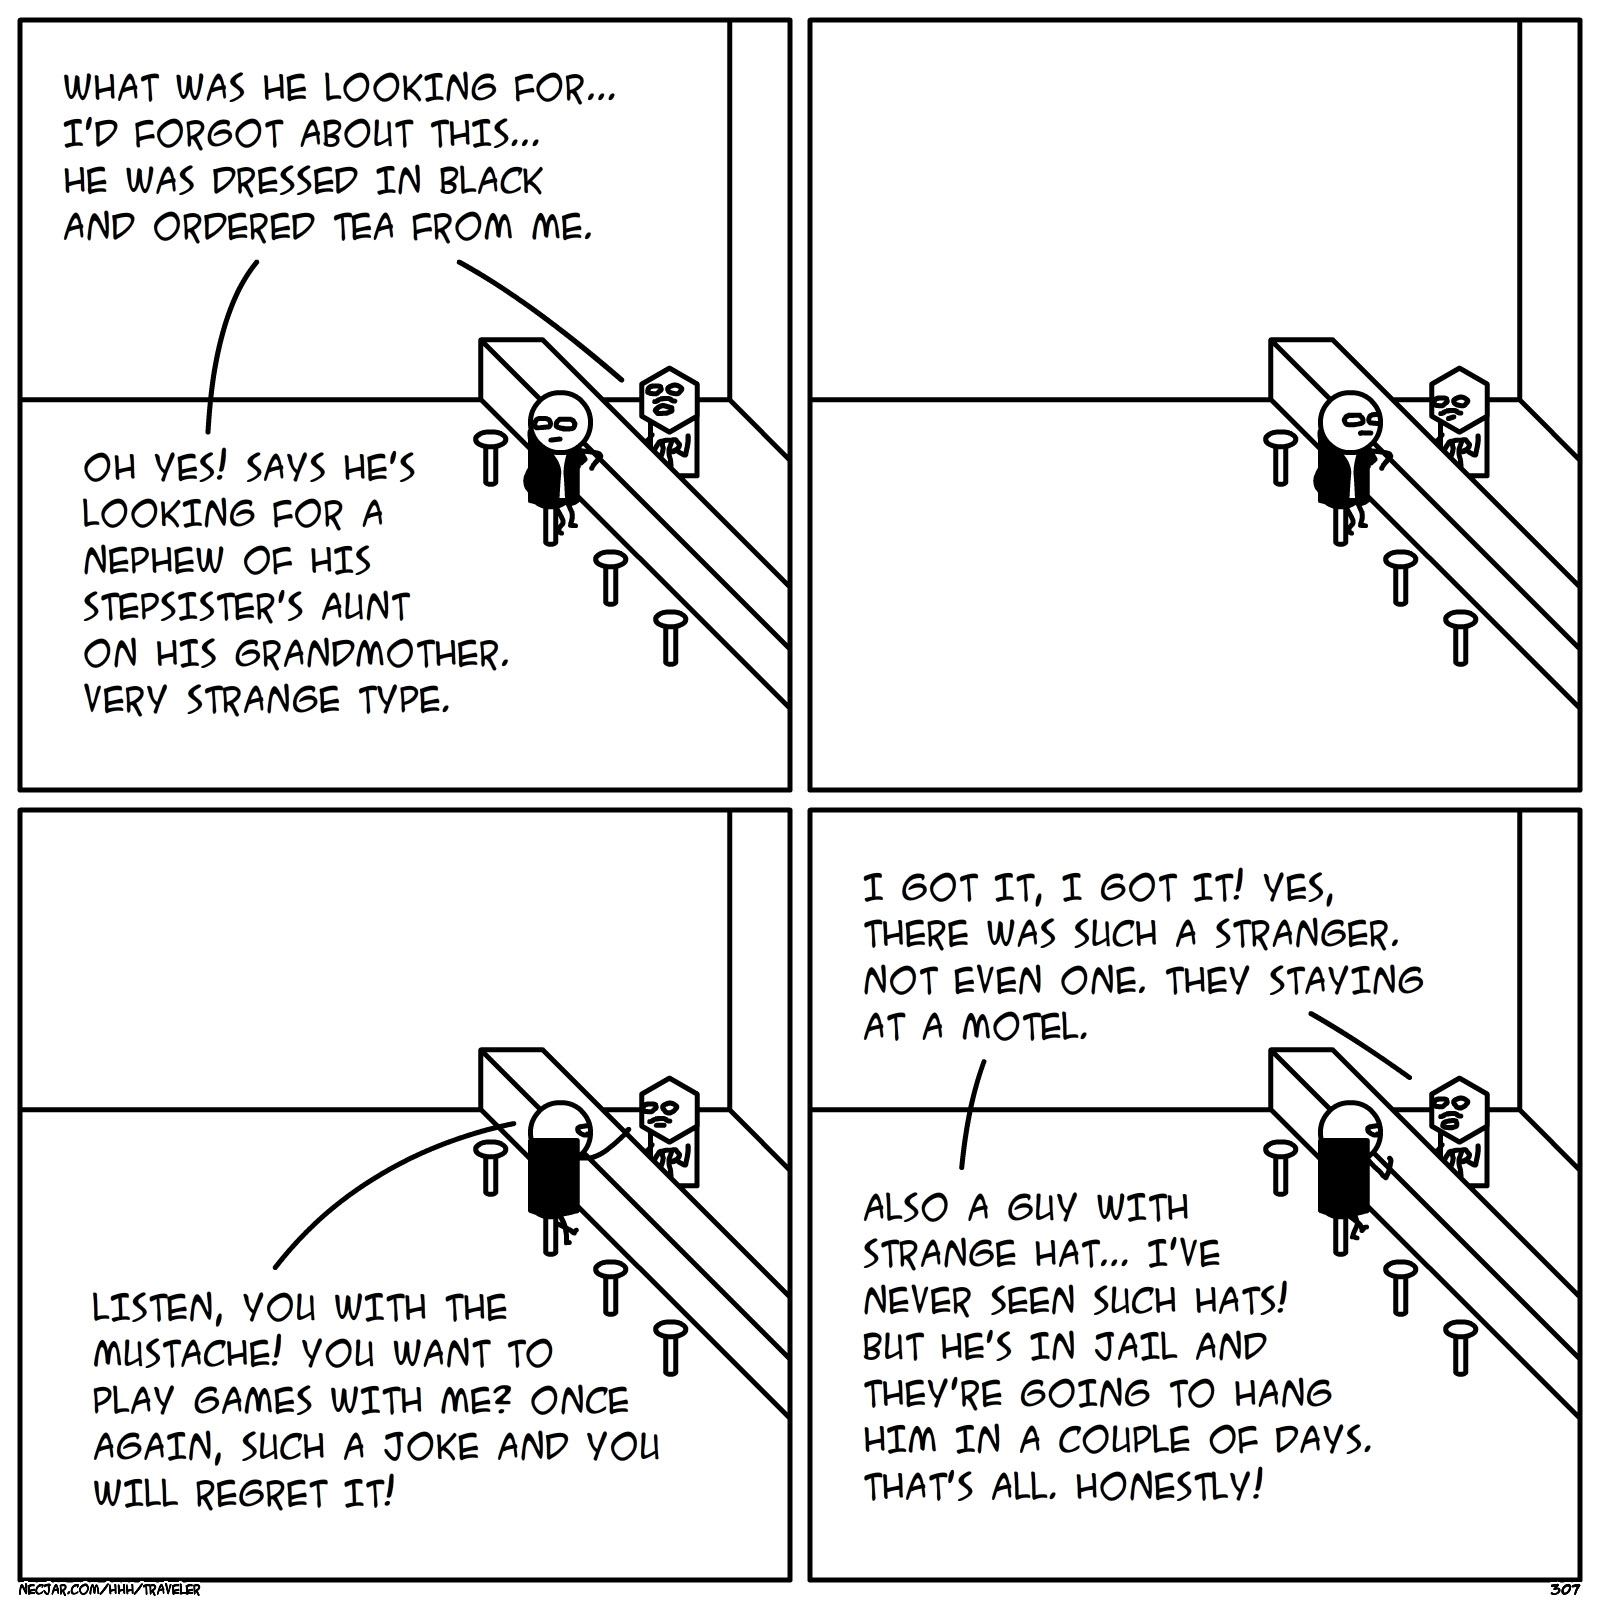 WHAT WAS HE LOOKING FOR...
I'D FORGOT ABOUT THIS...
HE WAS DRESSED IN BLACK
AND ORDERED TEA FROM ME.
OH YES! SAYS HE'S
LOOKING FOR A
NEPHEW OF HIS
STEPSISTER'S AUNT
ON HIS GRANDMOTHER.
VERY STRANGE TYPE.
LISTEN, YOU WITH THE
MUSTACHE! YOU WANT TO
PLAY GAMES WITH ME? ONCE
AGAIN, SUCH A JOKE AND YOU
WILL REGRET IT!
I GOT IT, I GOT IT! YES,
THERE WAS SUCH A STRANGER.
NOT EVEN ONE. THEY STAYING
AT A MOTEL.
ALSO A GUY WITH
STRANGE HAT... I'VE
NEVER SEEN SUCH HATS!
BUT HE'S IN JAIL AND
THEY'RE GOING TO HANG
HIM IN A COUPLE OF DAYS.
THAT'S ALL. HONESTLY!
NECJAR.COM/HHH/TRAVELER
307